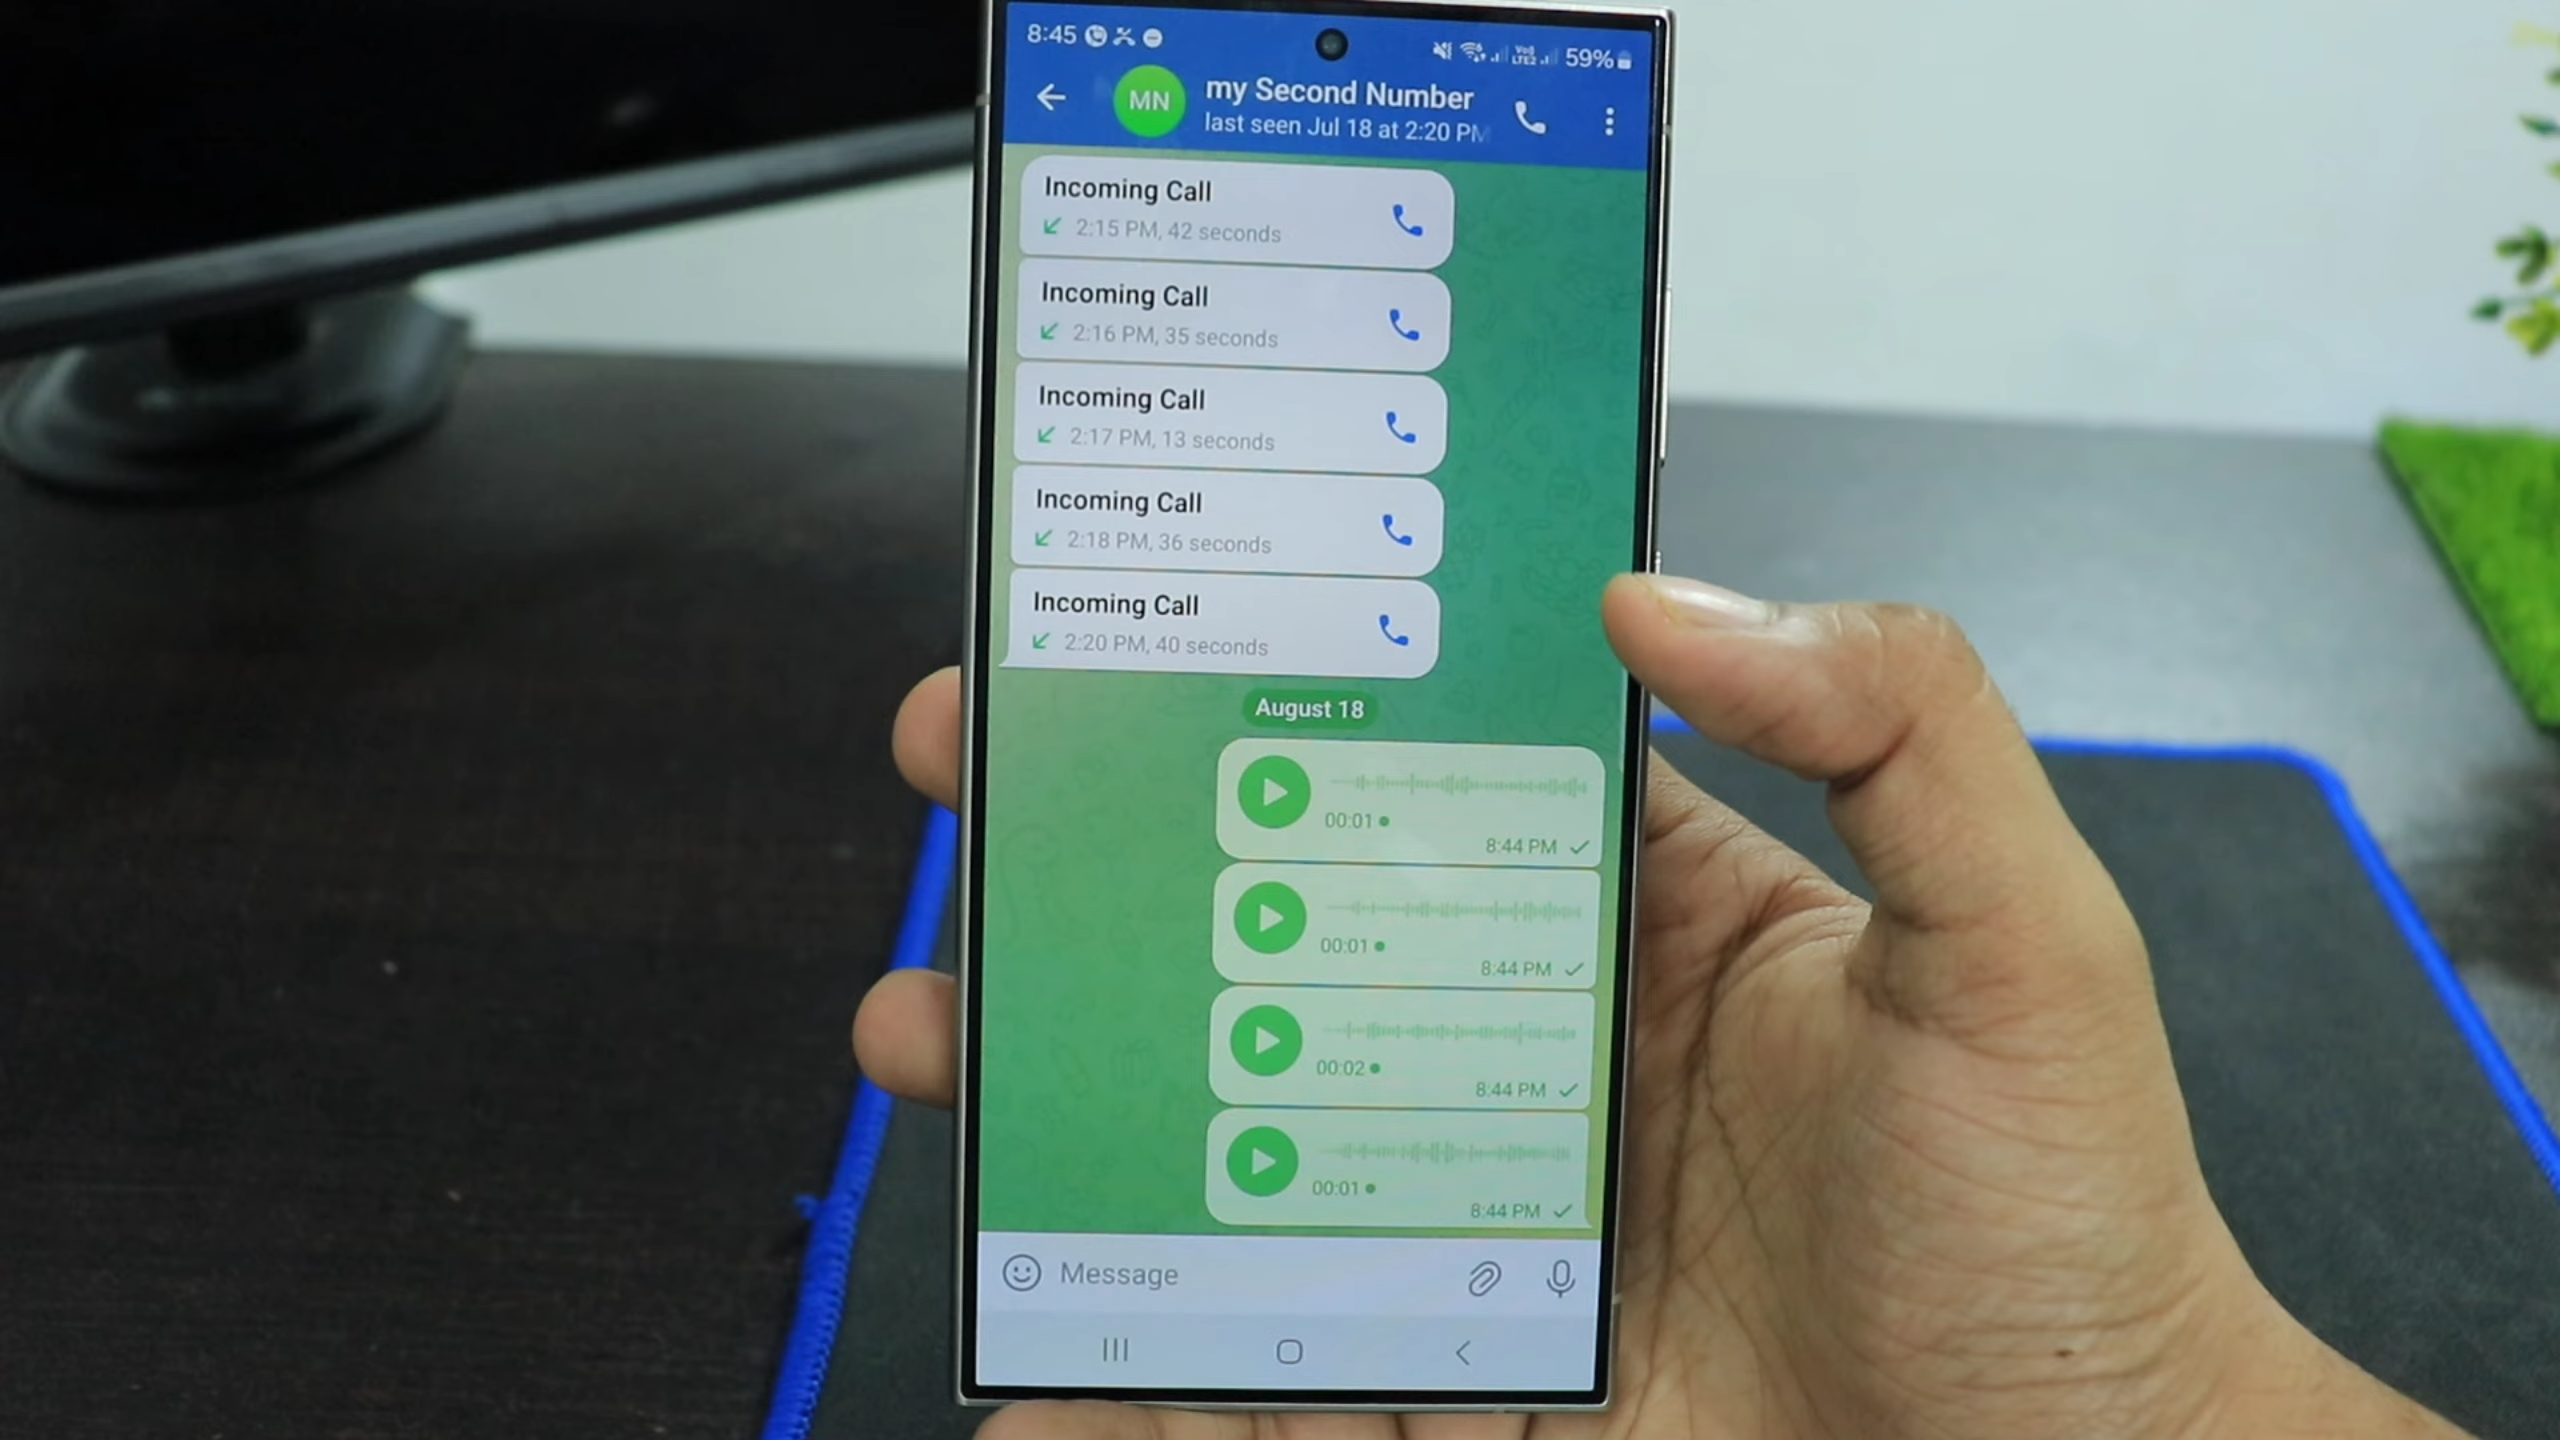 8:45
59%
MN
my Second Number
last seen Jul 18 at 2:20 PM
Incoming Call
2:15 PM, 42 seconds
Incoming Call
2:16 PM, 35 seconds
Incoming Call
2:17 PM, 13 seconds
Incoming Call
2:18 PM, 36 seconds
Incoming Call
2:20 PM, 40 seconds
August 18
00:01
8:44 PM
00:01
8:44 PM
00:02
8:44 PM
00:01
8:44 PM
Message